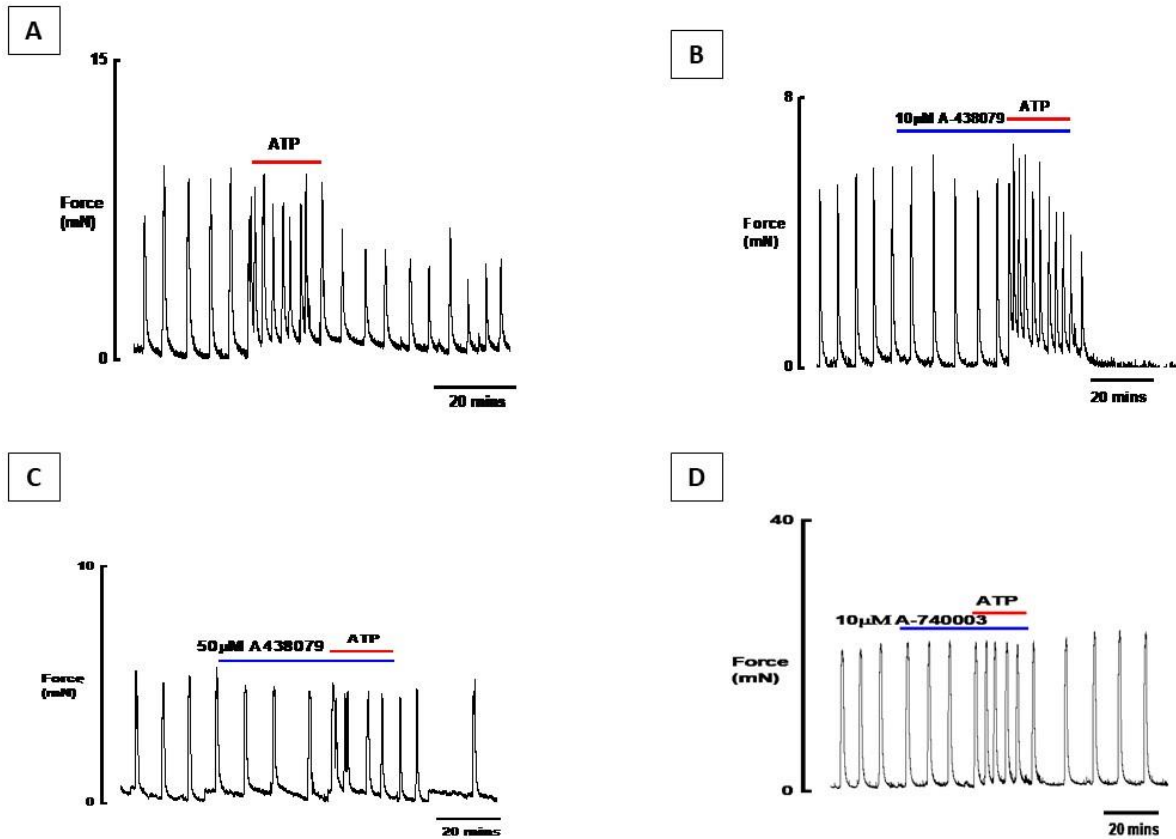 A
15
ATP
Force
(mN)
0
20 mins
B
8
ATP
10µM A-438079
Force
(mN)
0
20 mins
C
10
50µM A438079
ATP
Force
(mN)
0
20 mins
D
40
ATP
10µM A-740003
Force
(mN)
0
20 mins